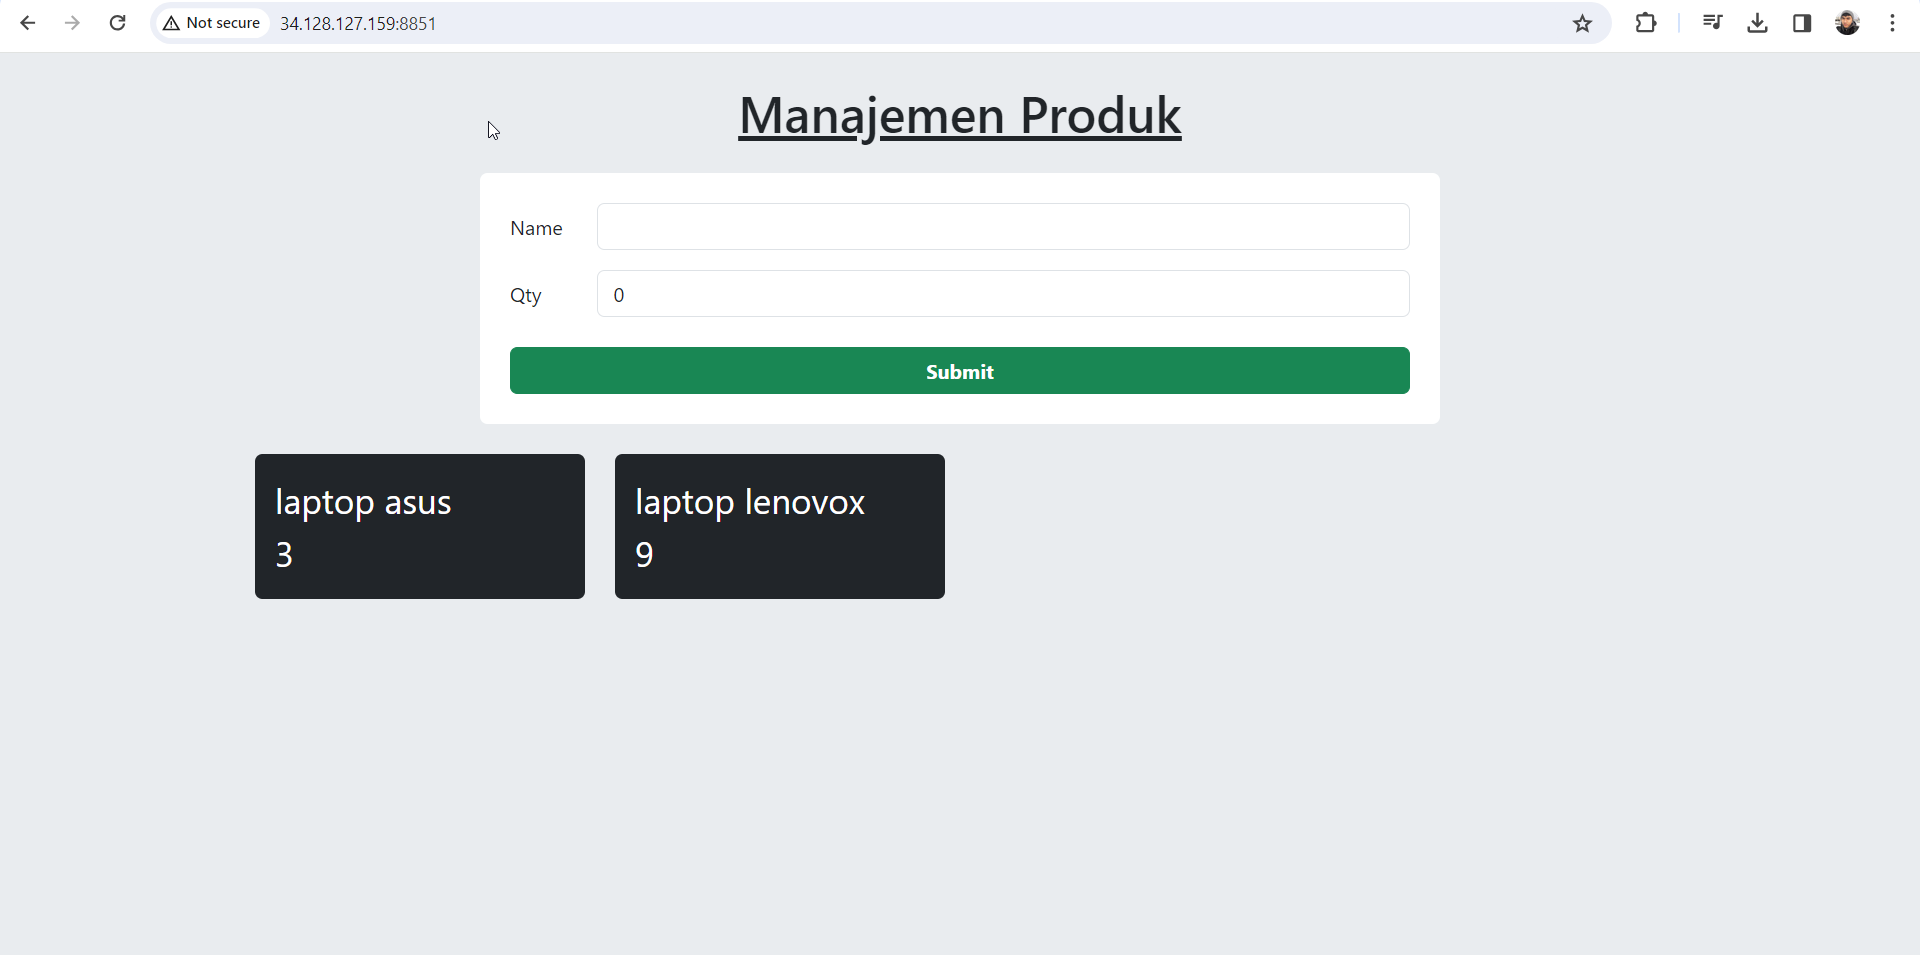 Not secure 34.128.127.159:8851
Manajemen Produk
Name
Qty 0
Submit
laptop asus
3
laptop lenovox
9